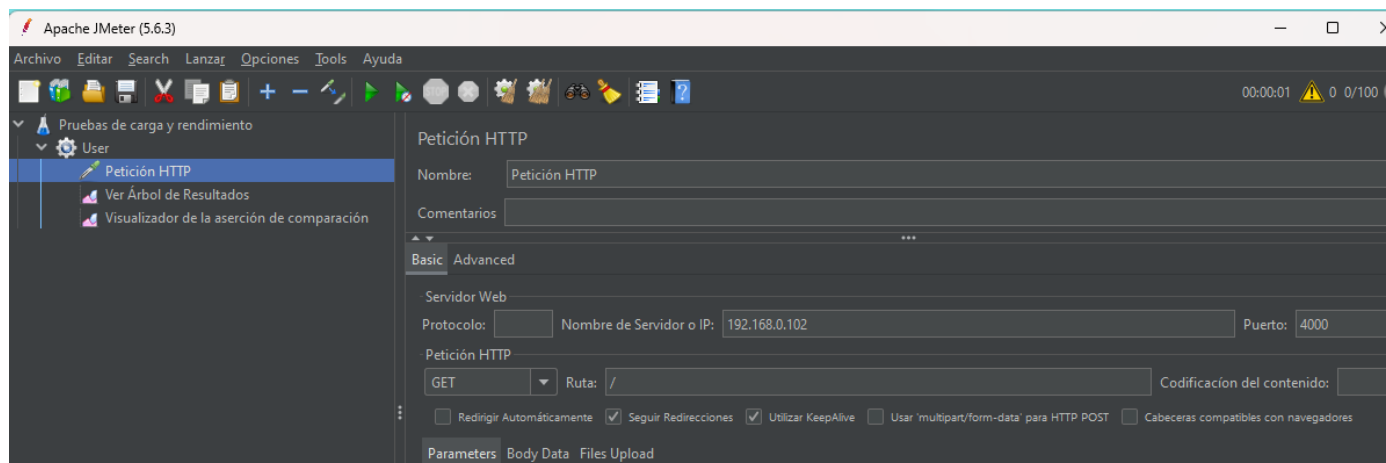 Apache JMeter (5.6.3)
Archivo Editar Search Lanzar Opciones Tools Ayuda
STOP
00:00:01 0 0/100
Pruebas de carga y rendimiento
User
Petición HTTP
Ver Árbol de Resultados
Visualizador de la aserción de comparación
Petición HTTP
Nombre: Petición HTTP
Comentarios
Basic Advanced
Servidor Web
Protocolo: Nombre de Servidor o IP: 192.168.0.102 Puerto: 4000
Petición HTTP
GET Ruta: / Codificacíon del contenido:
Redirigir Automáticamente Seguir Redirecciones Utilizar KeepAlive Usar 'multipart/form-data' para HTTP POST Cabeceras compatibles con navegadores
Parameters Body Data Files Upload